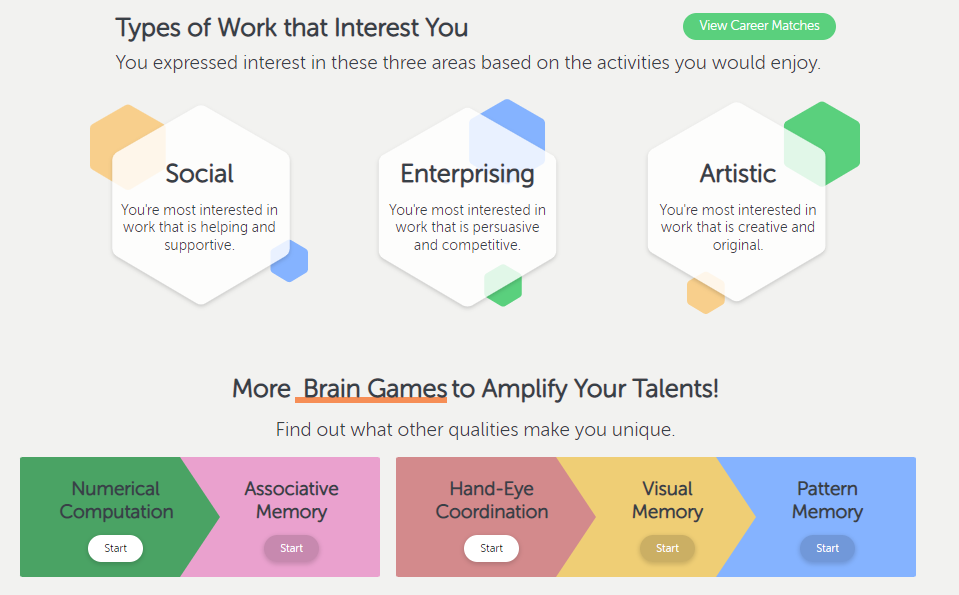 Types of Work that Interest You
View Career Matches
You expressed interest in these three areas based on the activities you would enjoy.
Social
You're most interested in
work that is helping and
supportive.
Enterprising
You're most interested in
work that is persuasive
and competitive.
Artistic
You're most interested in
work that is creative and
original.
More Brain Games to Amplify Your Talents!
Find out what other qualities make you unique.
Numerical
Computation
Start
Associative
Memory
Start
Hand-Eye
Coordination
Start
Visual
Memory
Start
Pattern
Memory
Start